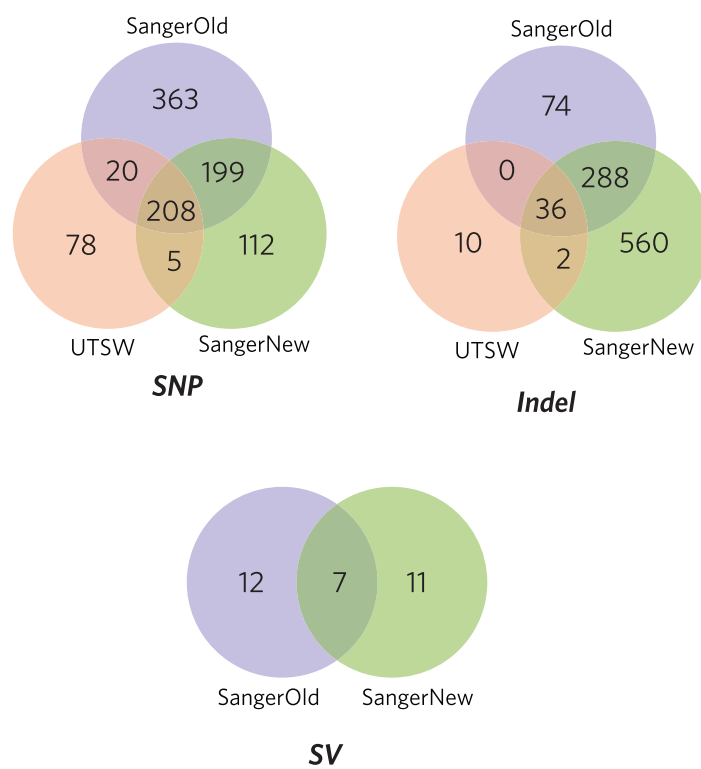 SangerOld
363
20
199
208
78
5
112
UTSW
SangerNew
SNP
SangerOld
74
0
288
36
10
2
560
UTSW
SangerNew
Indel
12
7
11
SangerOld
SangerNew
SV